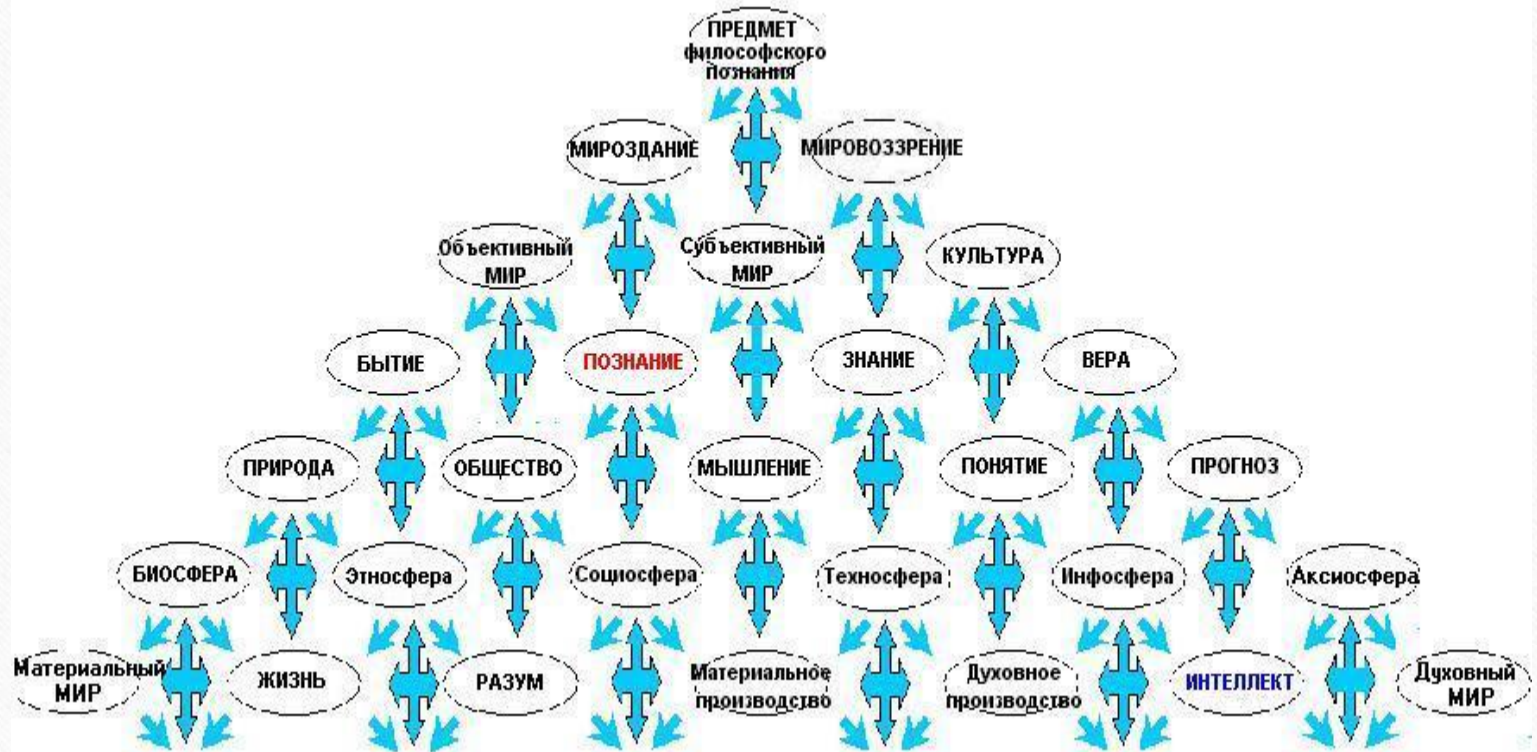 ПРЕДМЕТ
философского
познания
МИРОЗДАНИЕ
МИРОВОЗЗРЕНИЕ
Объективный
МИР
Субъективный
МИР
КУЛЬТУРА
БЫТИЕ
ПОЗНАНИЕ
ЗНАНИЕ
ВЕРА
ПРИРОДА
ОБЩЕСТВО
МЫШЛЕНИЕ
ПОНЯТИЕ
ПРОГНОЗ
БИОСФЕРА
Этносфера
Социосфера
Техносфера
Инфосфера
Аксиосфера
Материальный
МИР
ЖИЗНЬ
РАЗУМ
Материальное
производство
Духовное
производство
ИНТЕЛЛЕКТ
Духовный
МИР